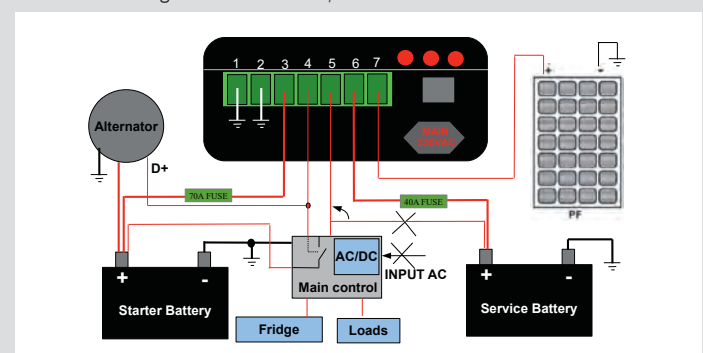 1 2 3 4 5 6 7
Alternator
D+
MAIN
70A FUSE
40A FUSE
PF
+ -
AC/DC
INPUT AC
Main control
+ -
Starter Battery
+ -
Service Battery
Fridge
Loads